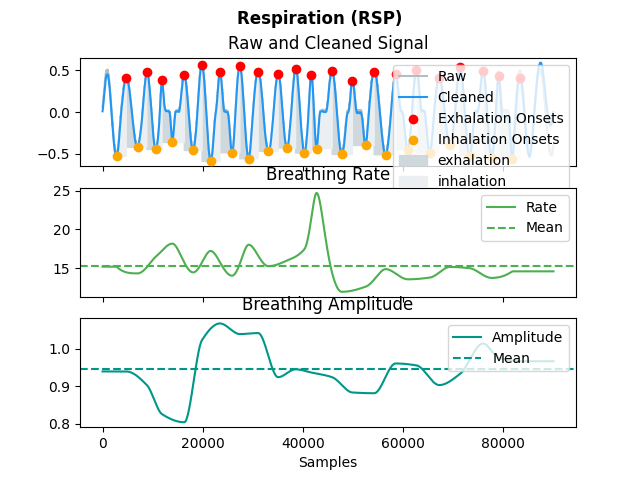 Respiration (RSP)
Raw and Cleaned Signal
0.5
0.0
−0.5
Raw
Cleaned
Exhalation Onsets
Inhalation Onsets
exhalation
inhalation
Breathing Rate
25
20
15
Rate
Mean
Breathing Amplitude
1.0
0.9
0.8
Amplitude
Mean
0 20000 40000 60000 80000
Samples